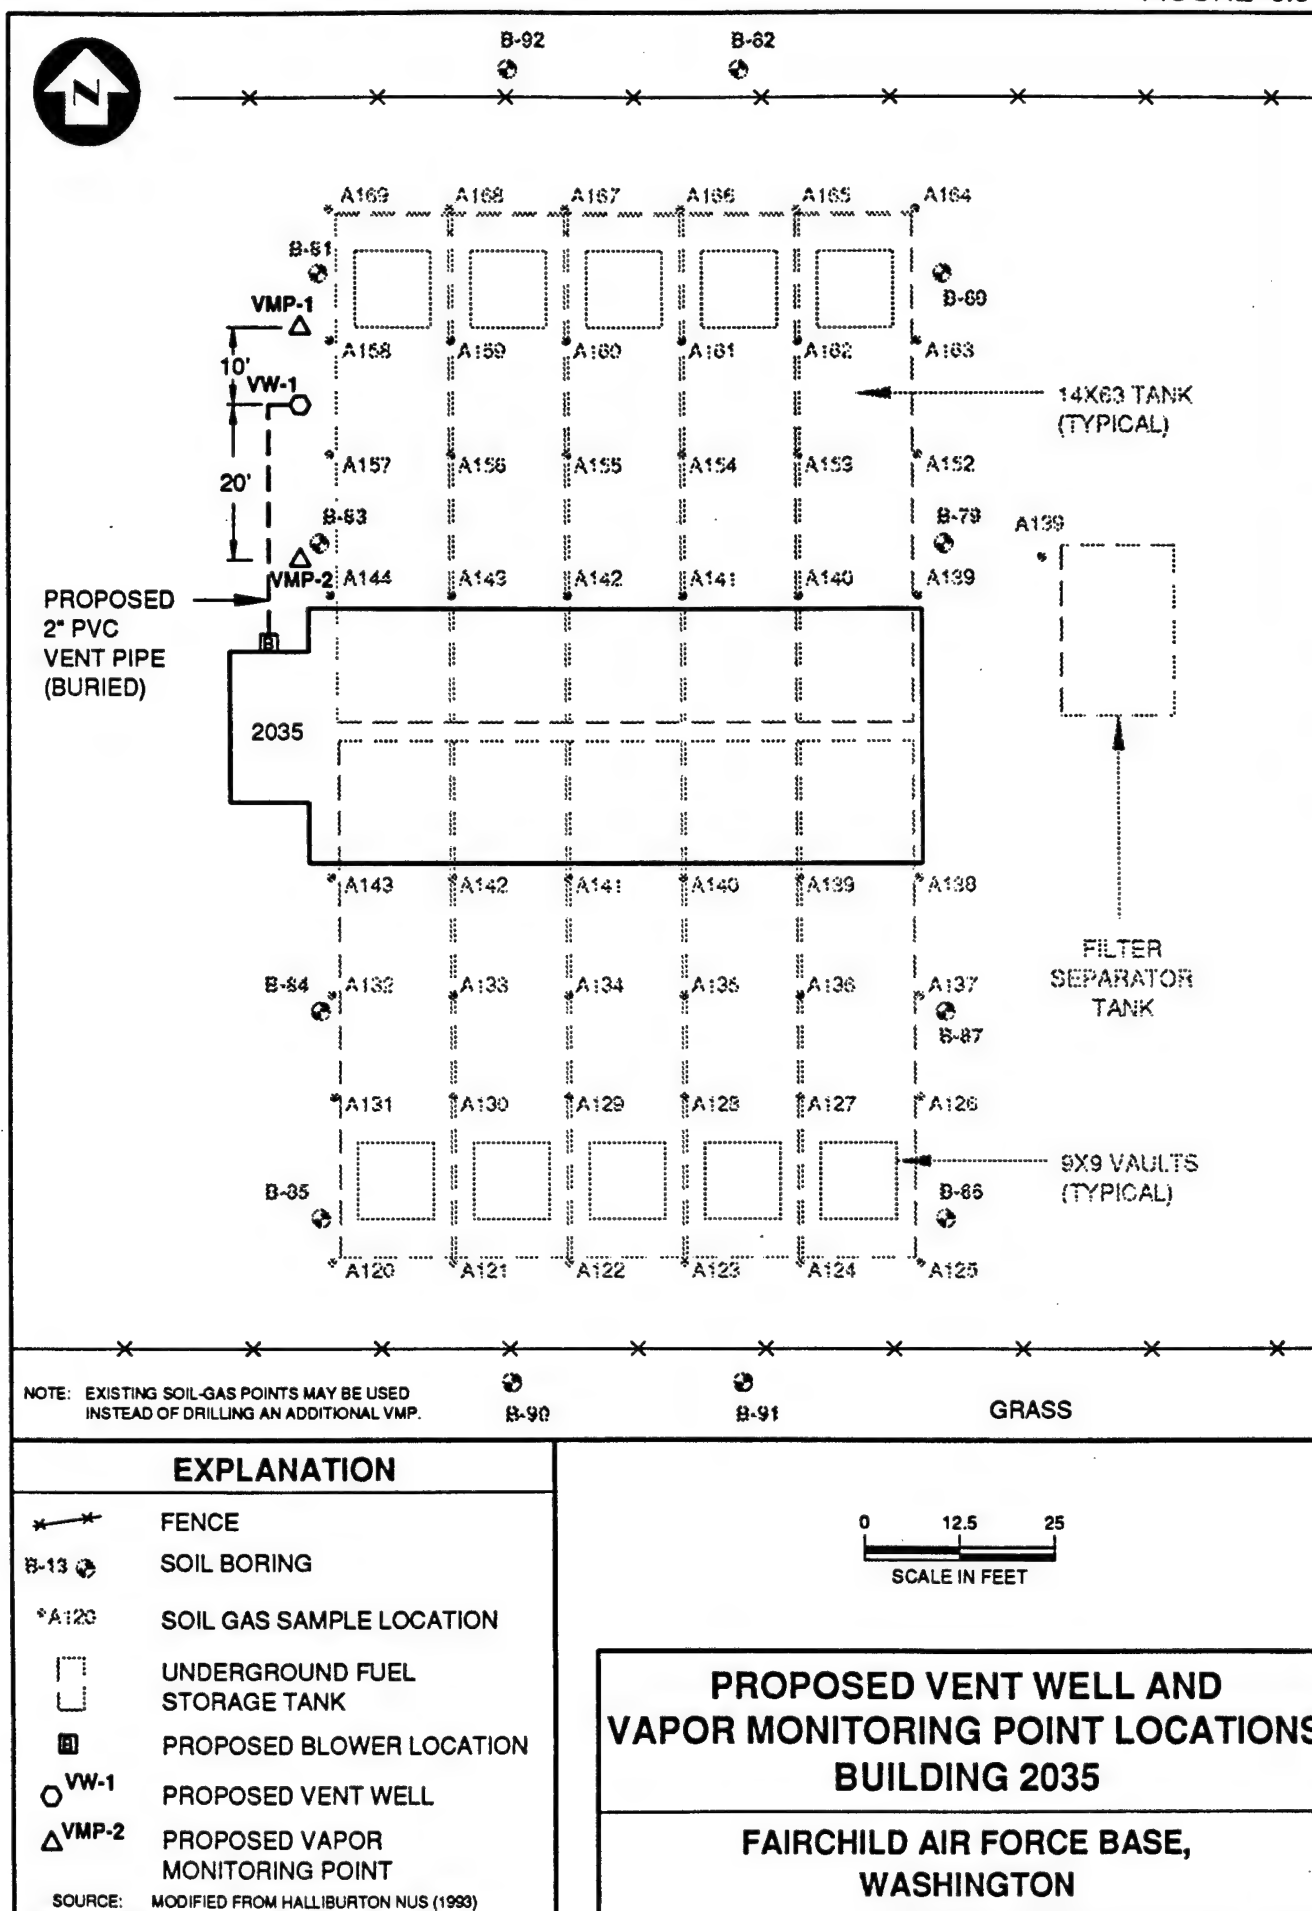 B-92
B-82
N
A169
A168
A167
A166
A165
A164
B-81
B-80
VMP-1
A158
A159
A160
A161
A162
A163
10'
VW-1
14X63 TANK
(TYPICAL)
A157
A156
A155
A154
A153
A152
20'
B-83
B-79
A139
VMP-2
A144
A143
A142
A141
A140
A139
PROPOSED
2" PVC
VENT PIPE
(BURIED)
B
2035
A143
A142
A141
A140
A139
A138
FILTER
SEPARATOR
TANK
B-84
A132
A133
A134
A135
A136
A137
B-87
A131
A130
A129
A128
A127
A126
9X9 VAULTS
(TYPICAL)
B-85
B-86
A120
A121
A122
A123
A124
A125
NOTE: EXISTING SOIL-GAS POINTS MAY BE USED
INSTEAD OF DRILLING AN ADDITIONAL VMP.
B-90
B-91
GRASS
EXPLANATION
FENCE
B-13 SOIL BORING
A120 SOIL GAS SAMPLE LOCATION
UNDERGROUND FUEL
STORAGE TANK
B PROPOSED BLOWER LOCATION
VW-1 PROPOSED VENT WELL
VMP-2 PROPOSED VAPOR
MONITORING POINT
SOURCE: MODIFIED FROM HALLIBURTON NUS (1993)
0 12.5 25
SCALE IN FEET
PROPOSED VENT WELL AND
VAPOR MONITORING POINT LOCATIONS
BUILDING 2035
FAIRCHILD AIR FORCE BASE,
WASHINGTON